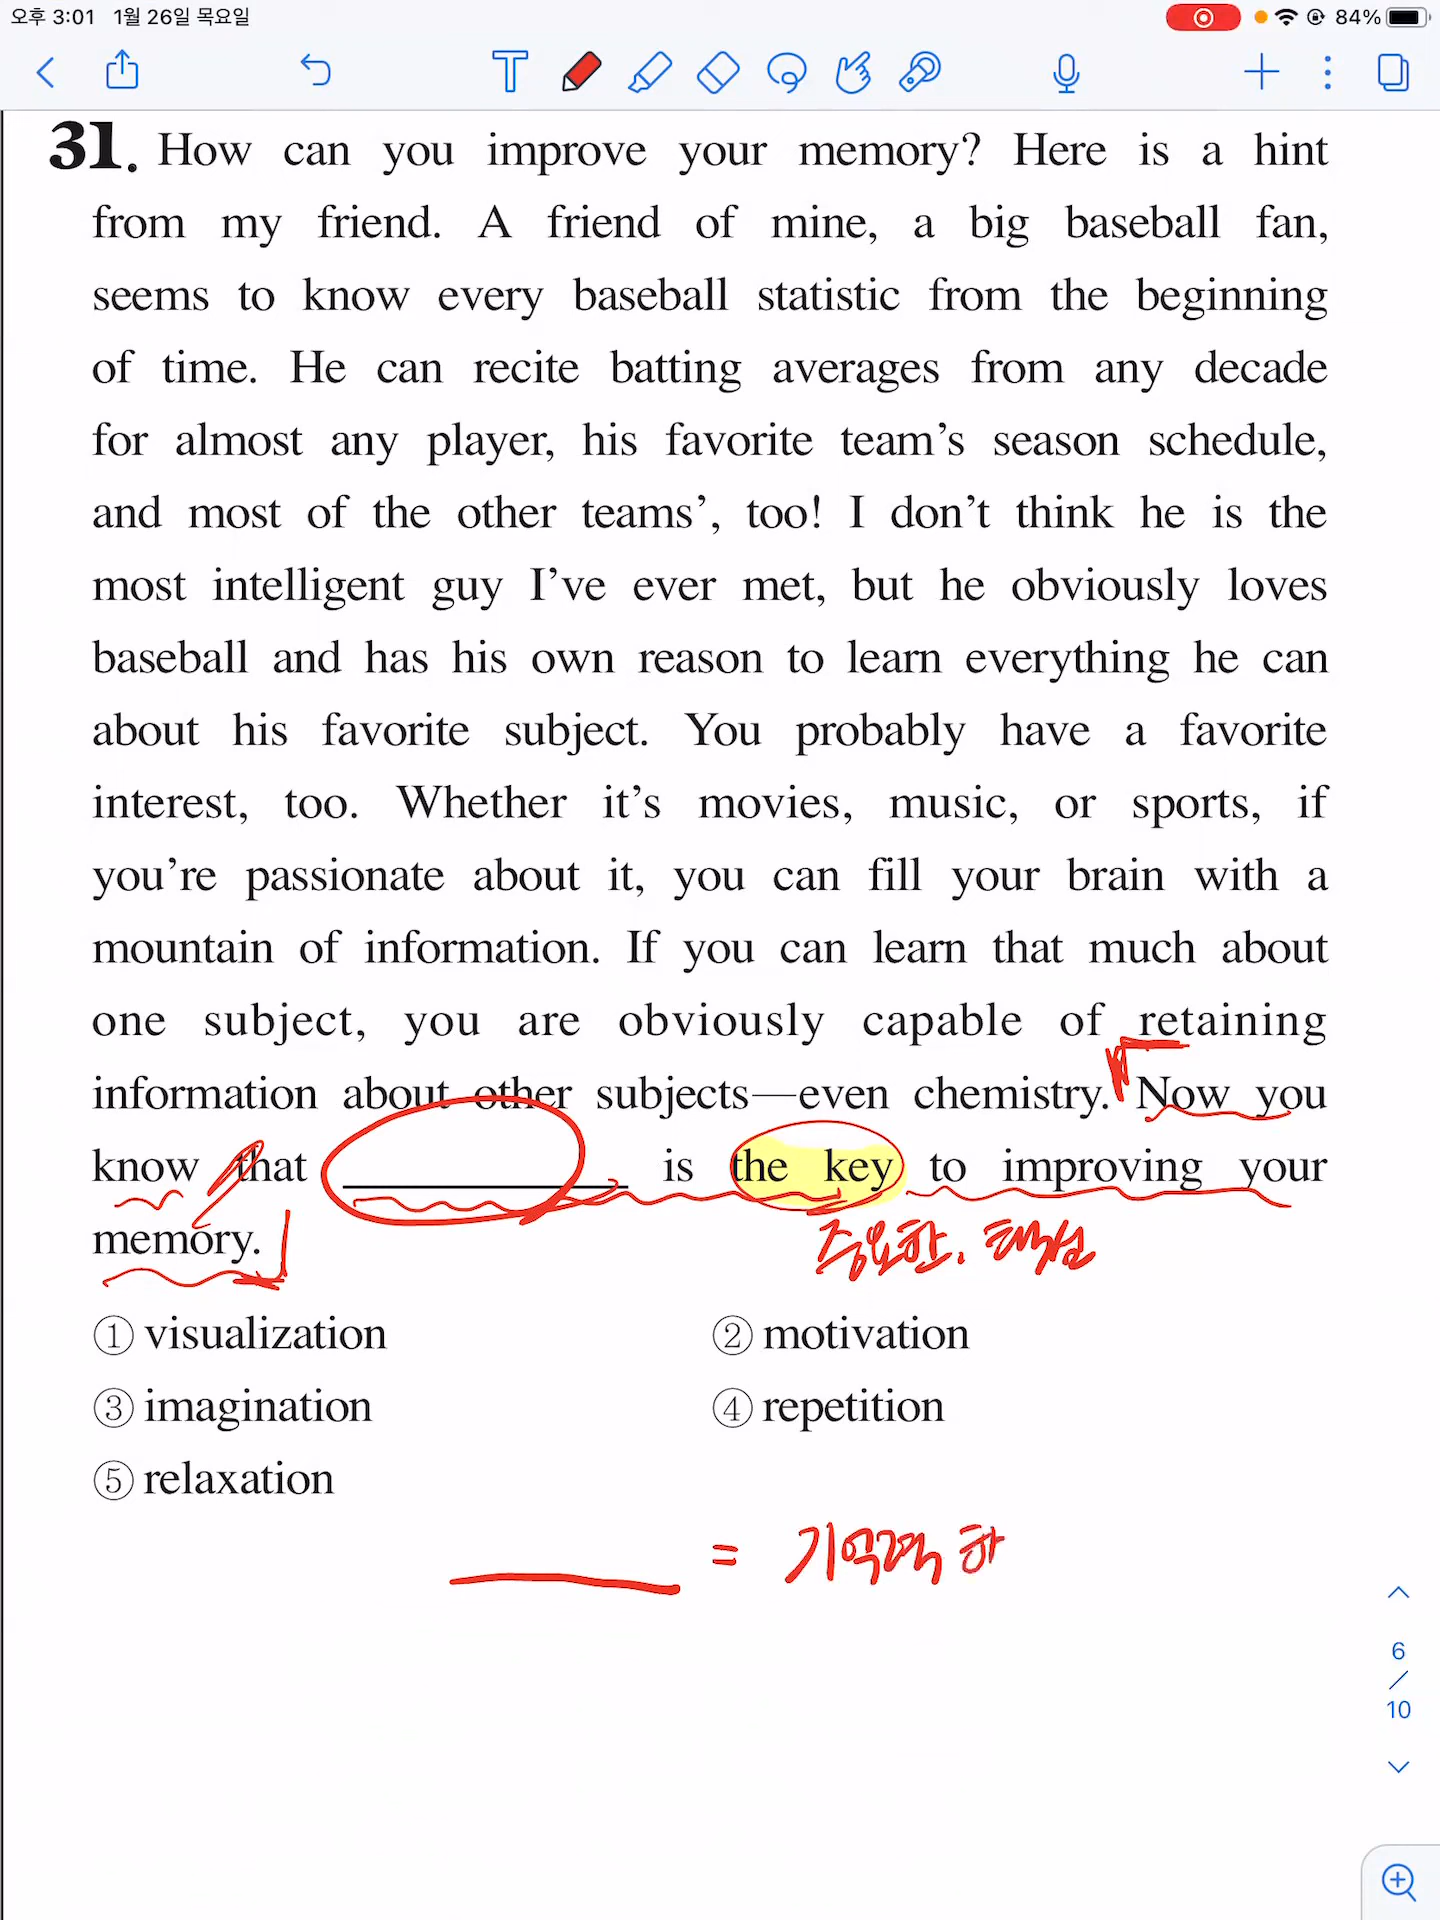 오후 3:01 1월 26일 목요일 84%
31. How can you improve your memory? Here is a hint
from my friend. A friend of mine, a big baseball fan,
seems to know every baseball statistic from the beginning
of time. He can recite batting averages from any decade
for almost any player, his favorite team’s season schedule,
and most of the other teams’, too! I don’t think he is the
most intelligent guy I’ve ever met, but he obviously loves
baseball and has his own reason to learn everything he can
about his favorite subject. You probably have a favorite
interest, too. Whether it’s movies, music, or sports, if
you’re passionate about it, you can fill your brain with a
mountain of information. If you can learn that much about
one subject, you are obviously capable of retaining
information about other subjects—even chemistry. Now you
know that ____________ is the key to improving your
memory.
중요한, 핵심
① visualization ② motivation
③ imagination ④ repetition
⑤ relaxation
= 기억력 하
6
/
10